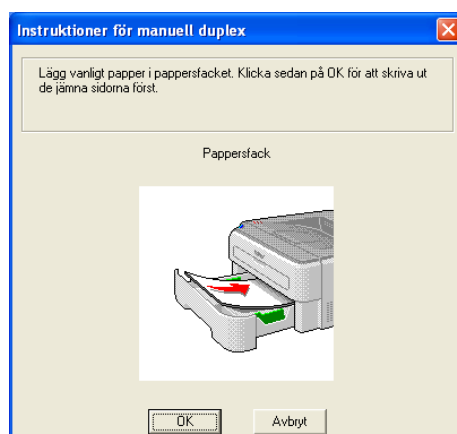 Instruktioner för manuell duplex
Lägg vanligt papper i pappersfacket. Klicka sedan på OK för att skriva ut
de jämna sidorna först.
Pappersfack
OK
Avbryt